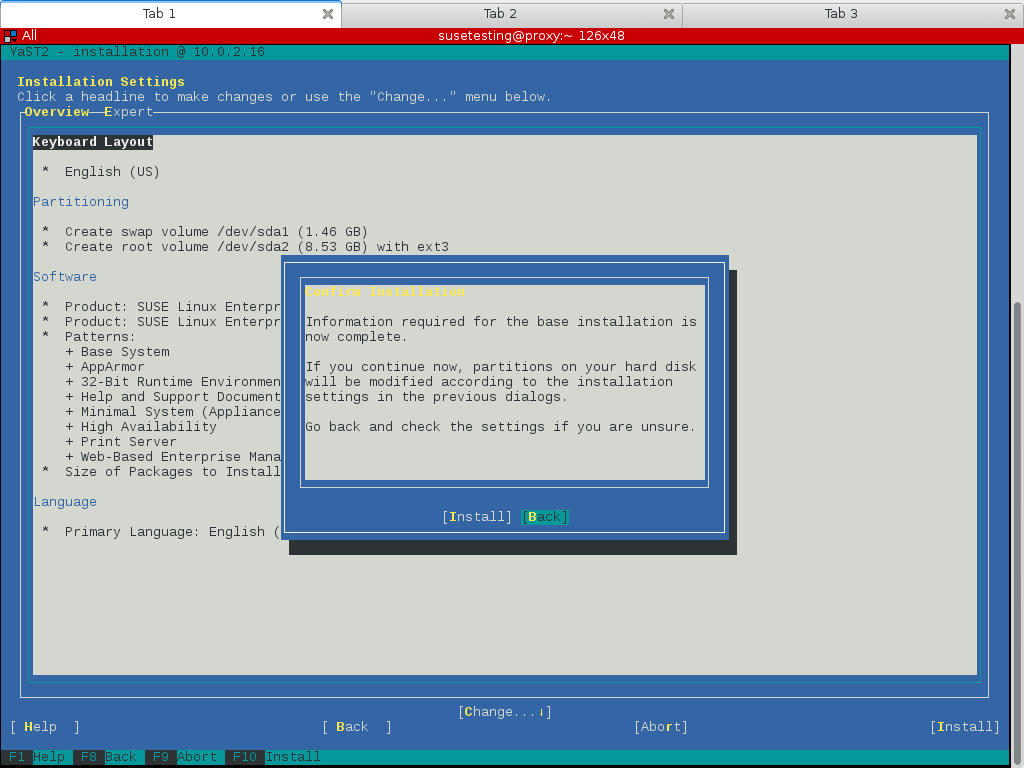 Tab 1
Tab 2
Tab 3
All
susetesting@proxy:~ 126x48
YaST2 - installation @ 10.0.2.16
Installation Settings
Click a headline to make changes or use the "Change..." menu below.
Overview Expert
Keyboard Layout
* English (US)
Partitioning
* Create swap volume /dev/sda1 (1.46 GB)
* Create root volume /dev/sda2 (8.53 GB) with ext3
Software
* Product: SUSE Linux Enterpr
* Product: SUSE Linux Enterpr
* Patterns:
+ Base System
+ AppArmor
+ 32-Bit Runtime Environmen
+ Help and Support Document
+ Minimal System (Appliance
+ High Availability
+ Print Server
+ Web-Based Enterprise Mana
* Size of Packages to Install
Language
* Primary Language: English (
Confirm Installation
Information required for the base installation is
now complete.
If you continue now, partitions on your hard disk
will be modified according to the installation
settings in the previous dialogs.
Go back and check the settings if you are unsure.
[Install] [Back]
[Change...↓]
[ Help ] [ Back ] [Abort] [Install]
F1 Help F8 Back F9 Abort F10 Install